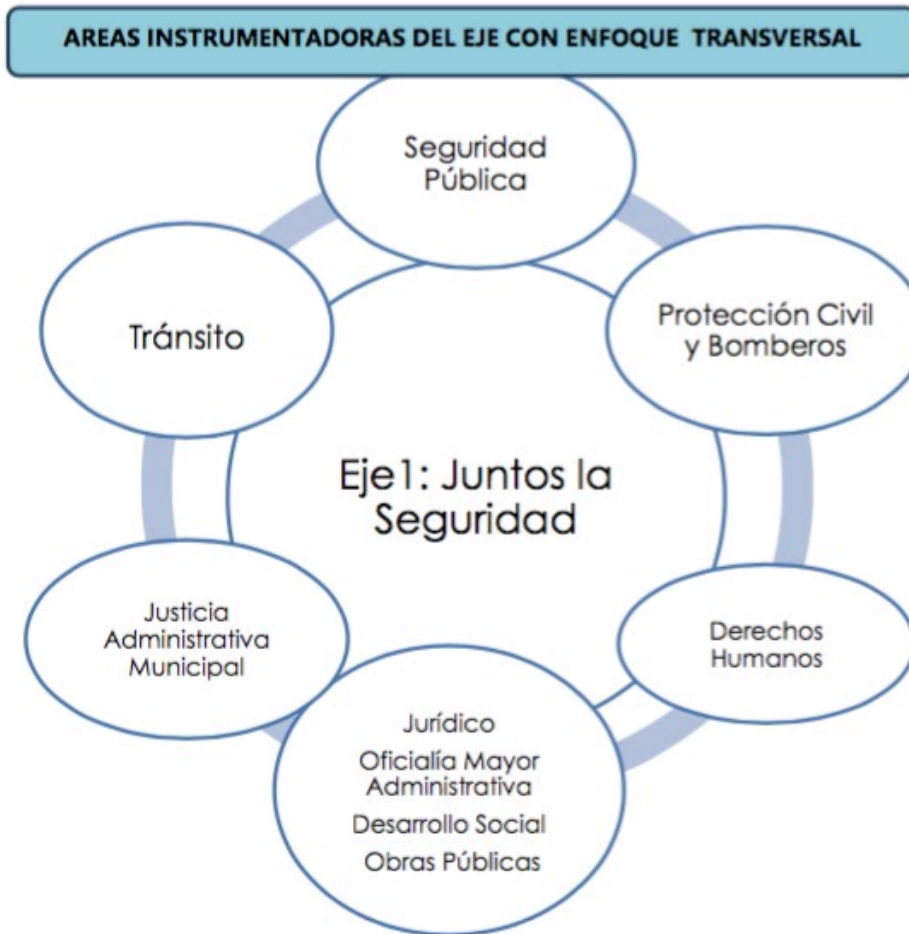 AREAS INSTRUMENTADORAS DEL EJE CON ENFOQUE TRANSVERSAL
Seguridad
Pública
Tránsito
Protección Civil
y Bomberos
Eje1: Juntos la
Seguridad
Justicia
Administrativa
Municipal
Derechos
Humanos
Jurídico
Oficialía Mayor
Administrativa
Desarrollo Social
Obras Públicas